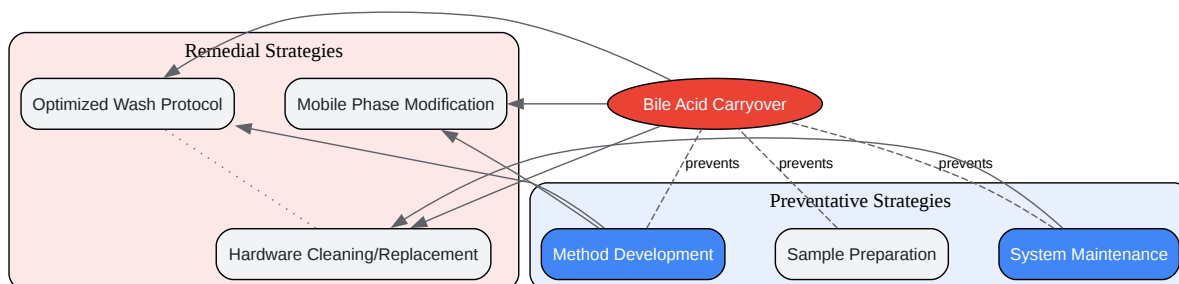 Remedial Strategies
Optimized Wash Protocol
Mobile Phase Modification
Bile Acid Carryover
prevents
prevents
prevents
Preventative Strategies
Hardware Cleaning/Replacement
Method Development
Sample Preparation
System Maintenance